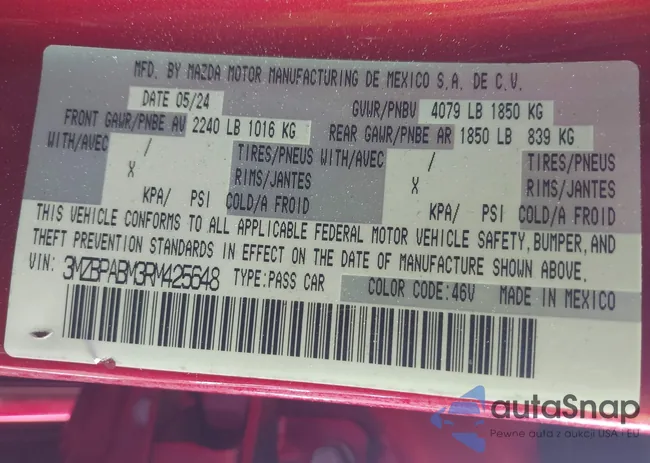 MFD. BY MAZDA MOTOR MANUFACTURING DE MEXICO S.A. DE C.V.
DATE 05/24 GVWR/PNBV 4079 LB 1850 KG
FRONT GAWR/PNBE AV 2240 LB 1016 KG REAR GAWR/PNBE AR 1850 LB 839 KG
WITH/AVEC / TIRES/PNEUS WITH/AVEC / TIRES/PNEUS
X RIMS/JANTES X RIMS/JANTES
KPA/ PSI COLD/A FROID KPA/ PSI COLD/A FROID
THIS VEHICLE CONFORMS TO ALL APPLICABLE FEDERAL MOTOR VEHICLE SAFETY, BUMPER, AND
THEFT PREVENTION STANDARDS IN EFFECT ON THE DATE OF MANUFACTURE SHOWN ABOVE.
VIN: 3MZBPABM3RM425648 TYPE:PASS CAR COLOR CODE:46V MADE IN MEXICO
autaSnap
Pewne auta z aukcji USA i EU